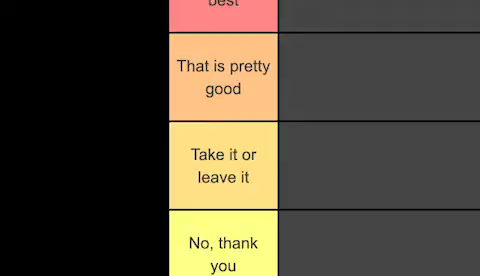 best
That is pretty
good
Take it or
leave it
No, thank
you